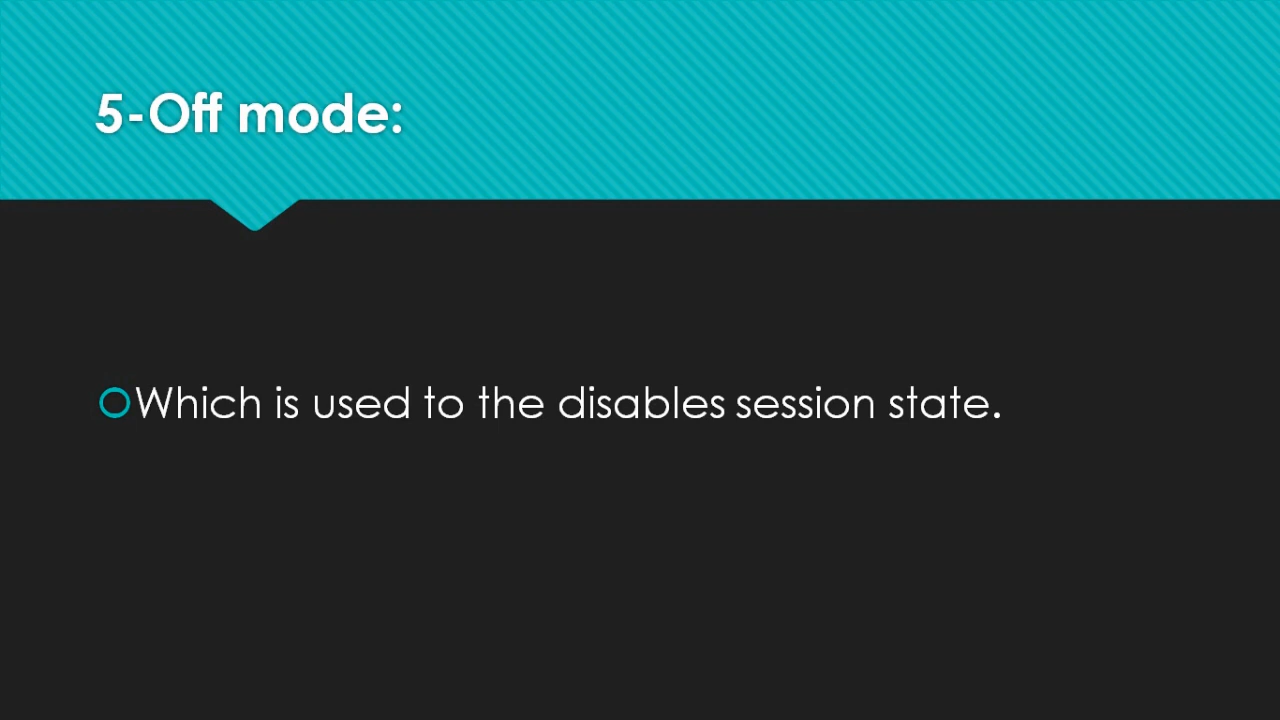 5-Off mode:
Which is used to the disables session state.